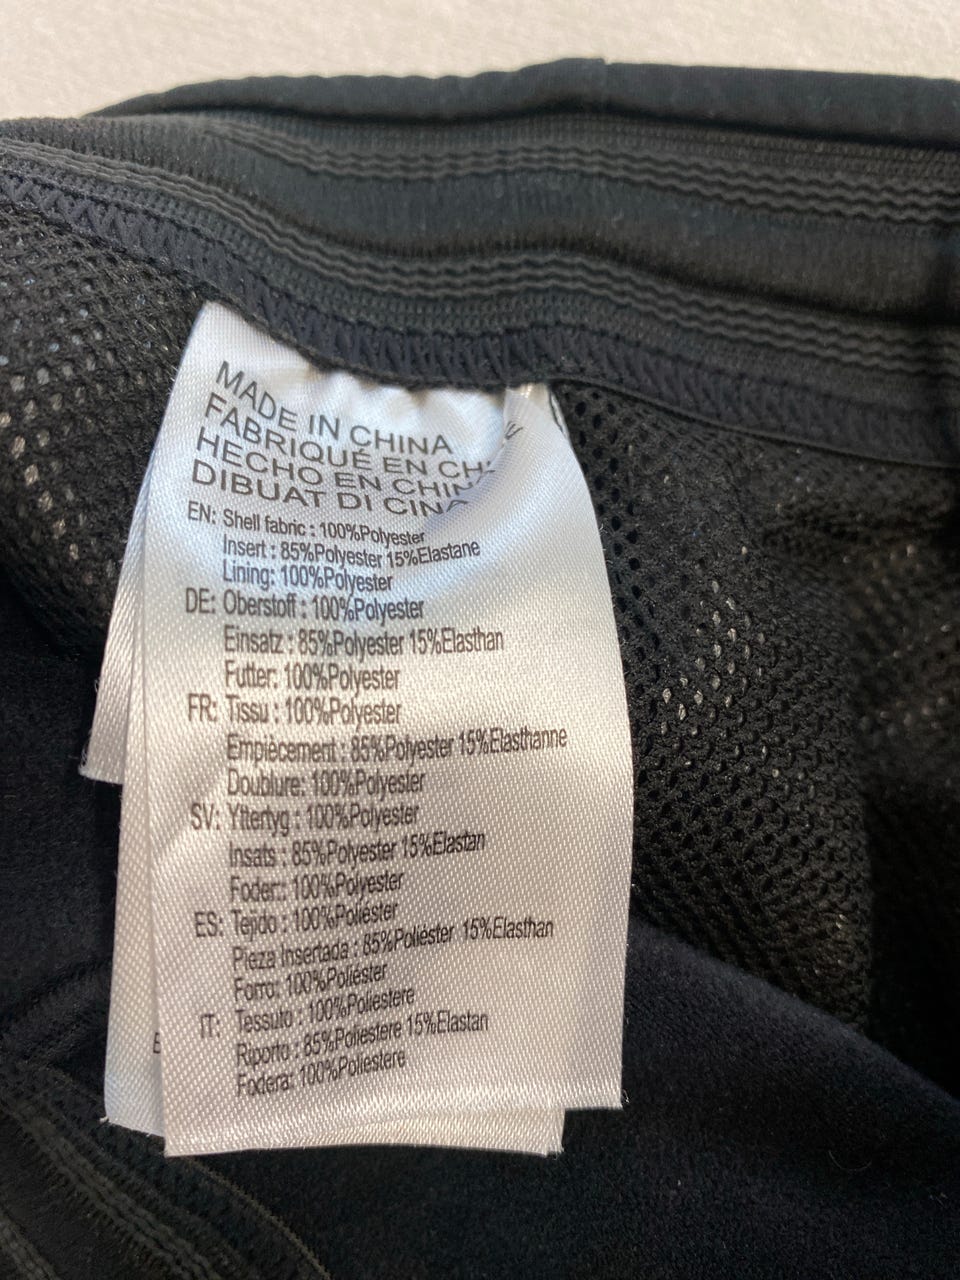 MADE IN CHINA
FABRIQUÉ EN
HECHO EN
DIBUAT DI
EN: Shell fabric : 100%Polyester
Insert : 85%Polyester 15%Elastane
Lining: 100%Polyester
DE: Oberstoff : 100%Polyester
Einsatz : 85%Polyester 15%Elasthan
Futter: 100%Polyester
FR: Tissu : 100%Polyester
Empiècement : 85%Polyester 15%Elasthanne
Doublure: 100%Polyester
SV: Yttertyg : 100%Polyester
Insats : 85%Polyester 15%Elastan
Foder:: 100%Polyester
ES: Tejido : 100%Poliéster
Pieza Insertada : 85%Poliéster 15%Elasthan
Forro: 100%Poliéster
IT: Tessuto : 100%Poliestere
Riporto : 85%Poliestere 15%Elastan
Fodera: 100%Poliestere